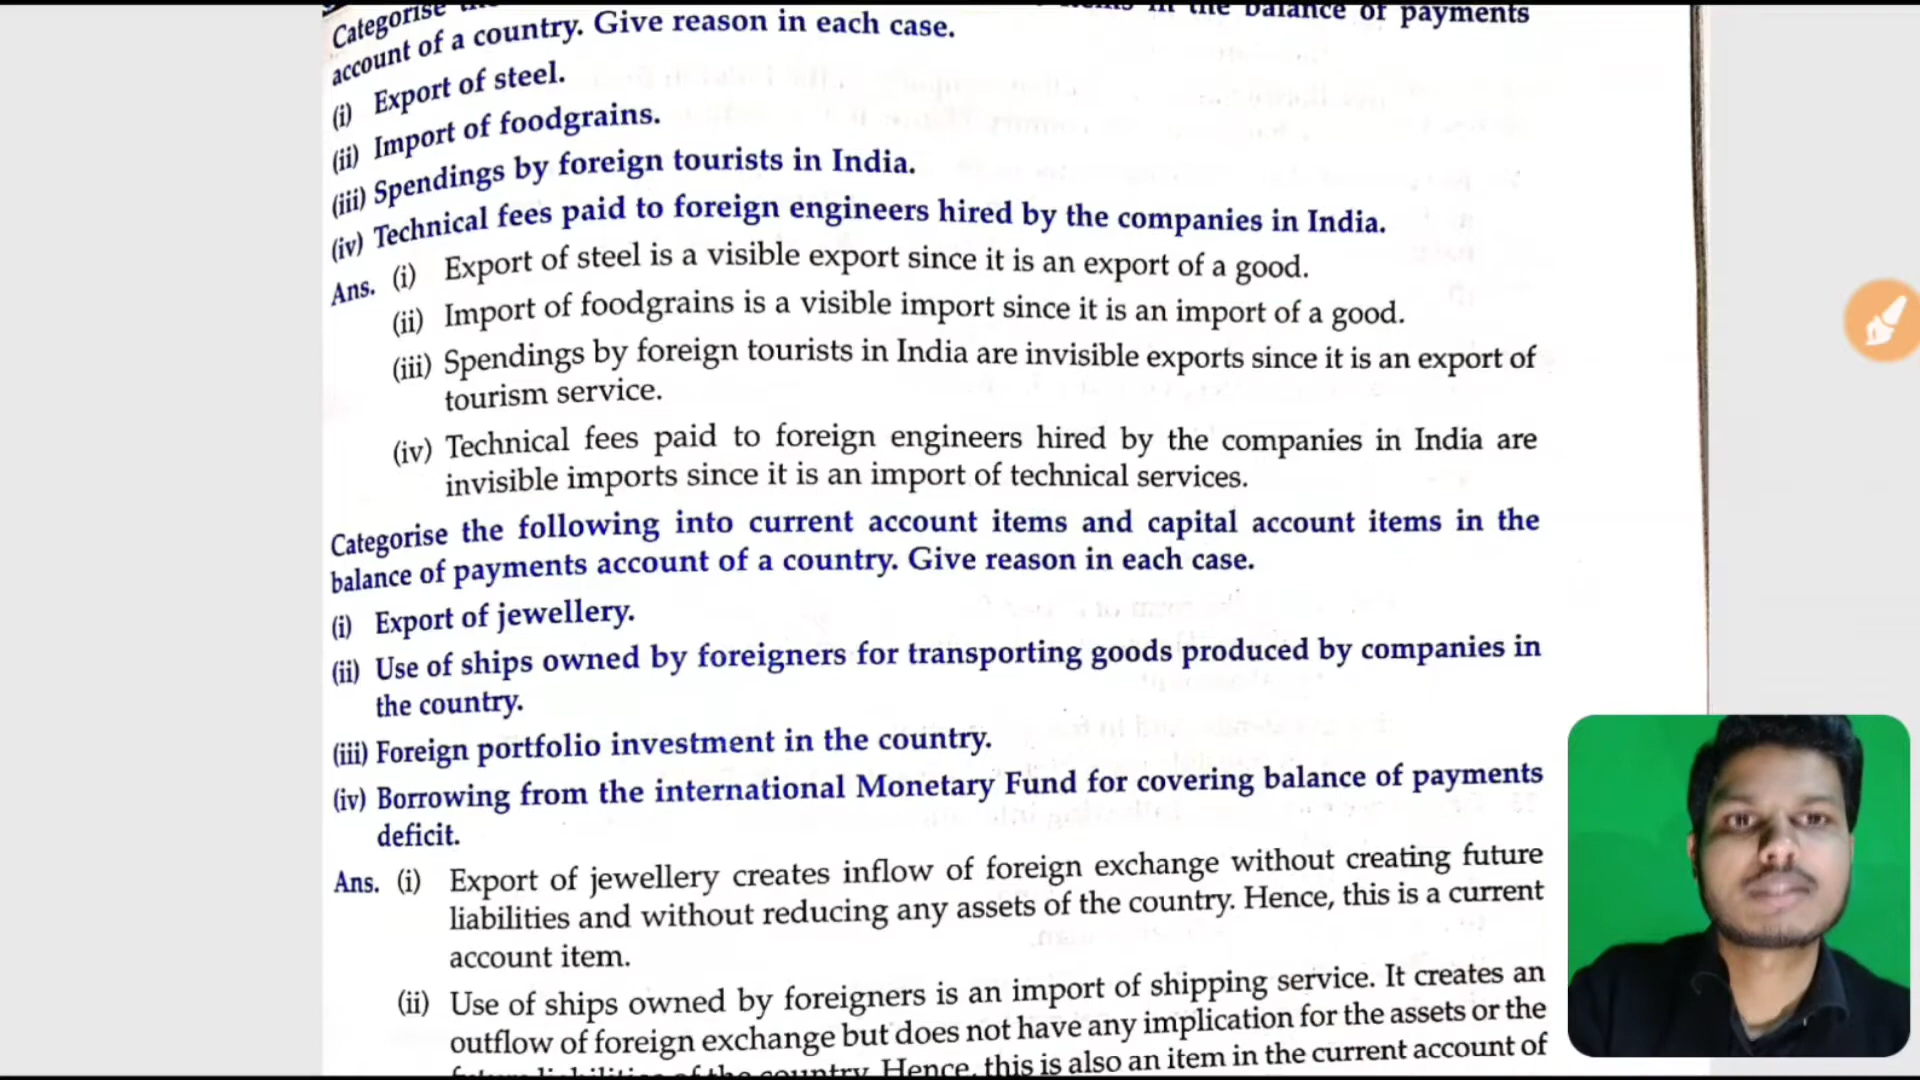 Categorise
in the balance of payments
account of a country. Give reason in each case.
(i) Export of steel.
(ii) Import of foodgrains.
(iii) Spendings by foreign tourists in India.
(iv) Technical fees paid to foreign engineers hired by the companies in India.
Ans. (i) Export of steel is a visible export since it is an export of a good.
(ii) Import of foodgrains is a visible import since it is an import of a good.
(iii) Spendings by foreign tourists in India are invisible exports since it is an export of
tourism service.
(iv) Technical fees paid to foreign engineers hired by the companies in India are
invisible imports since it is an import of technical services.
Categorise the following into current account items and capital account items in the
balance of payments account of a country. Give reason in each case.
(i) Export of jewellery.
(ii) Use of ships owned by foreigners for transporting goods produced by companies in
the country.
(iii) Foreign portfolio investment in the country.
(iv) Borrowing from the international Monetary Fund for covering balance of payments
deficit.
Ans. (i) Export of jewellery creates inflow of foreign exchange without creating future
liabilities and without reducing any assets of the country. Hence, this is a current
account item.
(ii) Use of ships owned by foreigners is an import of shipping service. It creates an
outflow of foreign exchange but does not have any implication for the assets or the
future liabilities of the country. Hence, this is also an item in the current account of